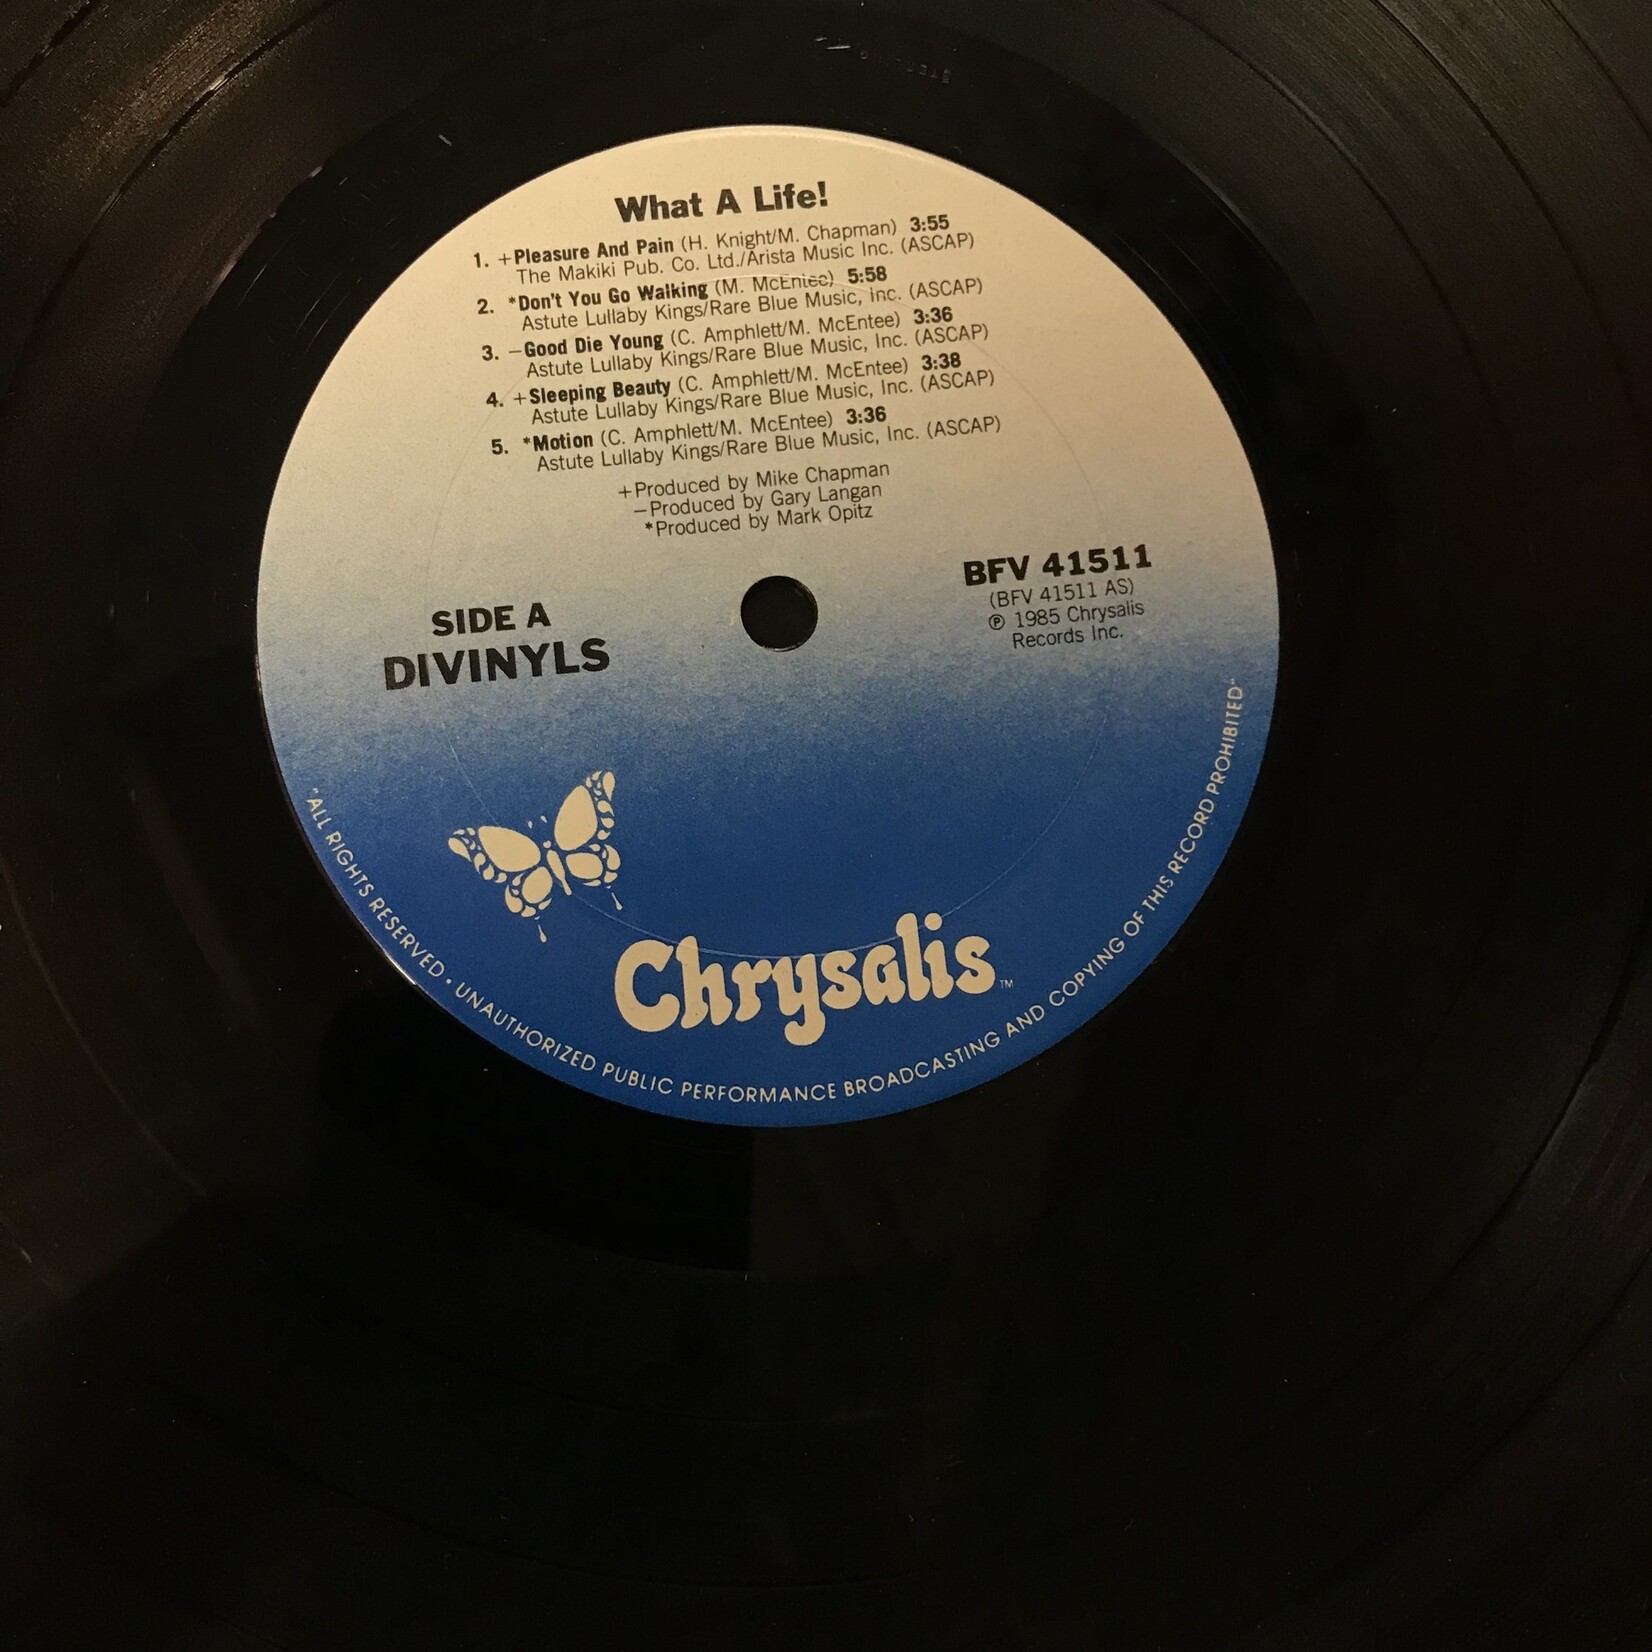 What A Life!
1. +Pleasure And Pain (H. Knight/M. Chapman) 3:55
The Makiki Pub. Co. Ltd./Arista Music Inc. (ASCAP)
2. *Don't You Go Walking (M. McEntee) 5:58
Astute Lullaby Kings/Rare Blue Music, Inc. (ASCAP)
3. –Good Die Young (C. Amphlett/M. McEntee) 3:36
Astute Lullaby Kings/Rare Blue Music, Inc. (ASCAP)
4. +Sleeping Beauty (C. Amphlett/M. McEntee) 3:38
Astute Lullaby Kings/Rare Blue Music, Inc. (ASCAP)
5. *Motion (C. Amphlett/M. McEntee) 3:36
Astute Lullaby Kings/Rare Blue Music, Inc. (ASCAP)
+Produced by Mike Chapman
–Produced by Gary Langan
*Produced by Mark Opitz
SIDE A
DIVINYLS
BFV 41511
(BFV 41511 AS)
℗ 1985 Chrysalis
Records Inc.
Chrysalis™
"ALL RIGHTS RESERVED • UNAUTHORIZED PUBLIC PERFORMANCE BROADCASTING AND COPYING OF THIS RECORD PROHIBITED"